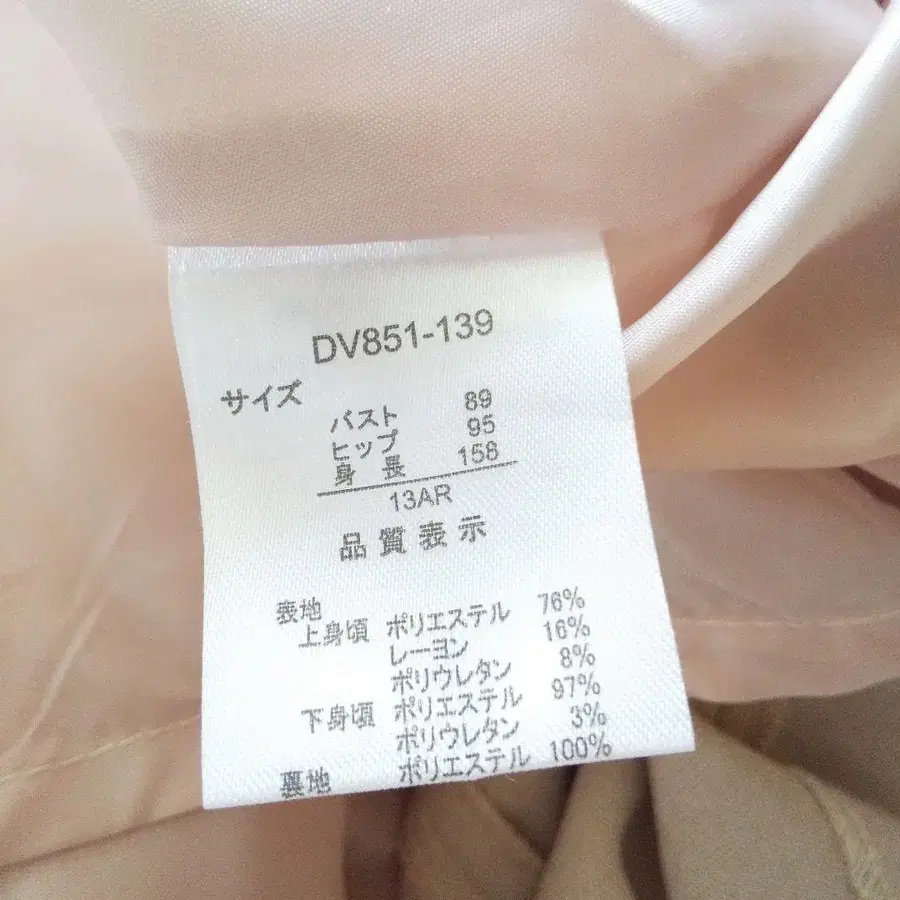 DV851-139
サイズ
バスト 89
ヒップ 95
身長 158
13AR
品質表示
表地
上身頃 ポリエステル 76%
レーヨン 16%
ポリウレタン 8%
下身頃 ポリエステル 97%
ポリウレタン 3%
裏地 ポリエステル 100%